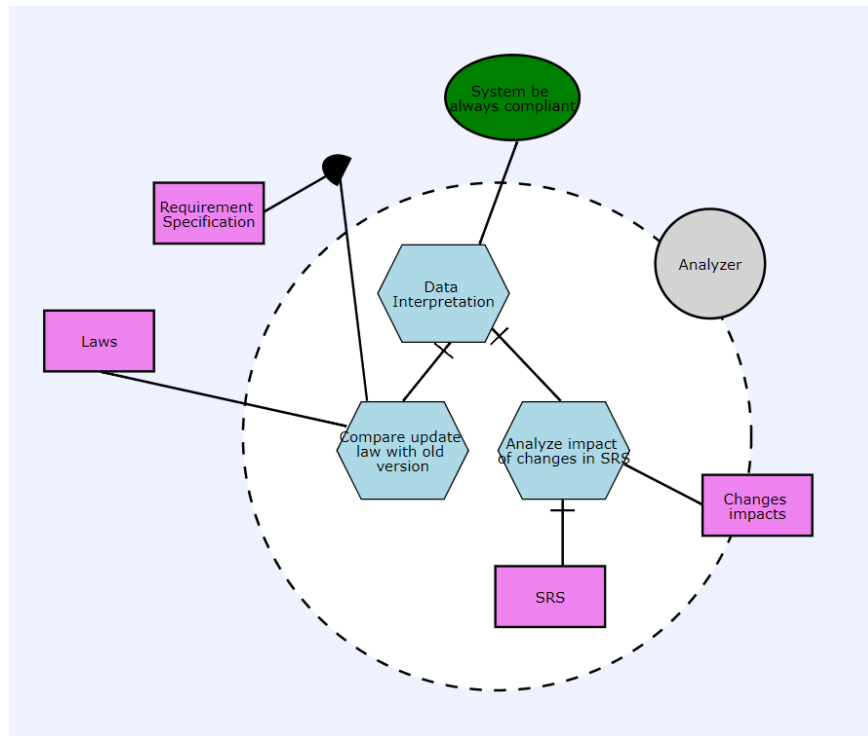 System be
always compliant
Requirement
Specification
Analyzer
Data
Interpretation
Laws
Compare update
law with old
version
Analyze impact
of changes in SRS
Changes
impacts
SRS